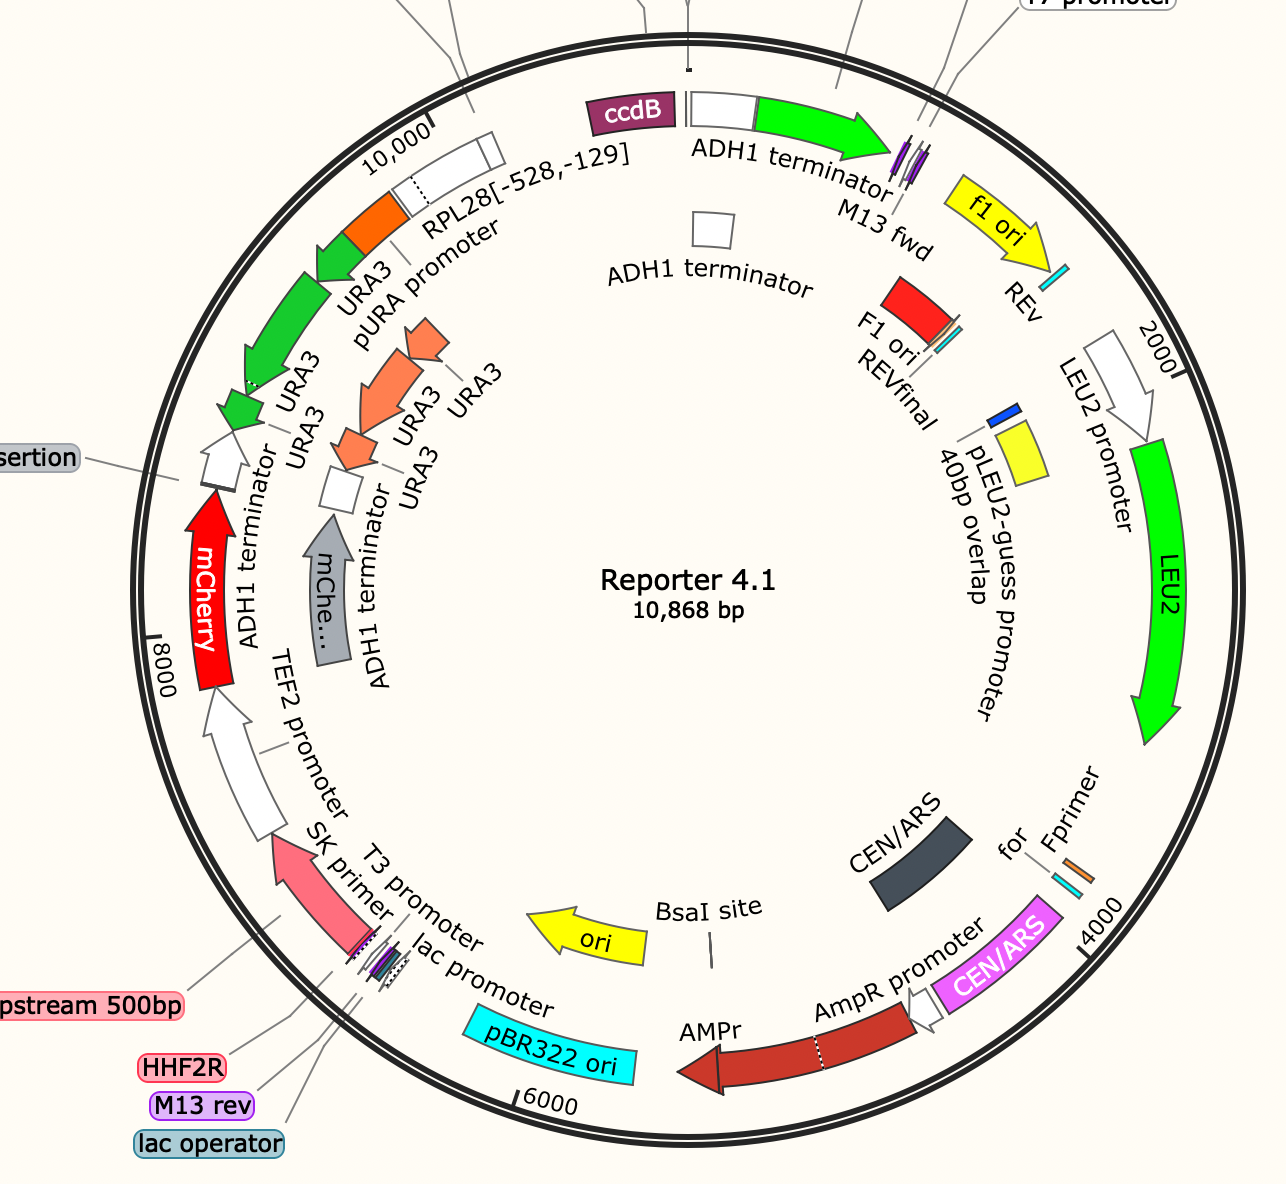 T7 promoter
ccdB
ADH1 terminator
M13 fwd
f1 ori
REv
2000
LEU2 promoter
LEU2
10,000
RPL28[-528,-129]
pURA promoter
URA3
URA3
URA3
ADH1 terminator
mCherry
8000
TEF2 promoter
SK primer
T3 promoter
lac promoter
ADH1 terminator
F1 ori
REVfinal
40bp overlap
pLEU2-guess promoter
URA3
URA3
URA3
ADH1 terminator
mChe...
Reporter 4.1
10,868 bp
sertion
CEN/ARS
for
Fprimer
4000
CEN/ARS
AmpR promoter
AMPr
BsaI site
ori
pBR322 ori
6000
pstream 500bp
HHF2R
M13 rev
lac operator